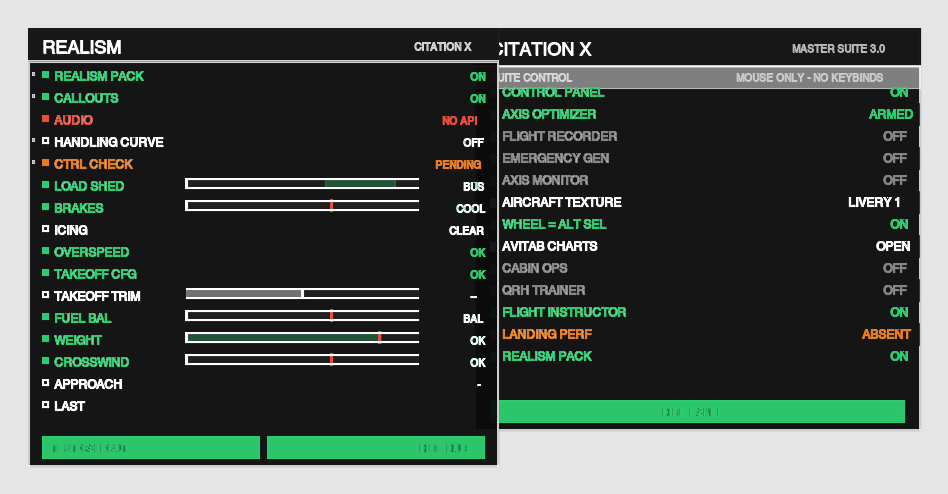 REALISM CITATION X
REALISM PACK ON
CALLOUTS ON
AUDIO NO API
HANDLING CURVE OFF
CTRL CHECK PENDING
LOAD SHED BUS
BRAKES COOL
ICING CLEAR
OVERSPEED OK
TAKEOFF CFG OK
TAKEOFF TRIM –
FUEL BAL BAL
WEIGHT OK
CROSSWIND OK
APPROACH -
LAST
CITATION X MASTER SUITE 3.0
UITE CONTROL MOUSE ONLY - NO KEYBINDS
CONTROL PANEL ON
AXIS OPTIMIZER ARMED
FLIGHT RECORDER OFF
EMERGENCY GEN OFF
AXIS MONITOR OFF
AIRCRAFT TEXTURE LIVERY 1
WHEEL = ALT SEL ON
AVITAB CHARTS OPEN
CABIN OPS OFF
QRH TRAINER OFF
FLIGHT INSTRUCTOR ON
LANDING PERF ABSENT
REALISM PACK ON